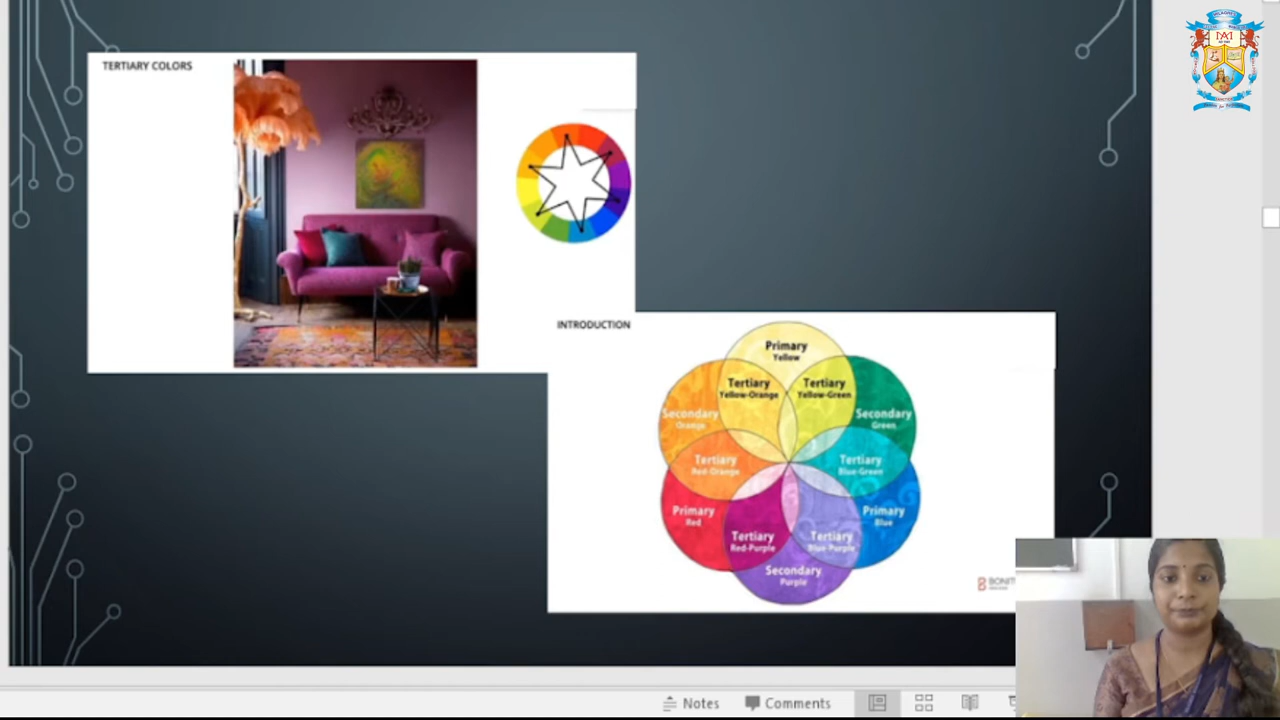 TERTIARY COLORS
INTRODUCTION
Primary
Yellow
Tertiary
Yellow-Orange
Tertiary
Yellow-Green
Secondary
Orange
Secondary
Green
Tertiary
Red-Orange
Tertiary
Blue-Green
Primary
Red
Primary
Blue
Tertiary
Red-Purple
Tertiary
Blue-Purple
Secondary
Purple
Notes
Comments